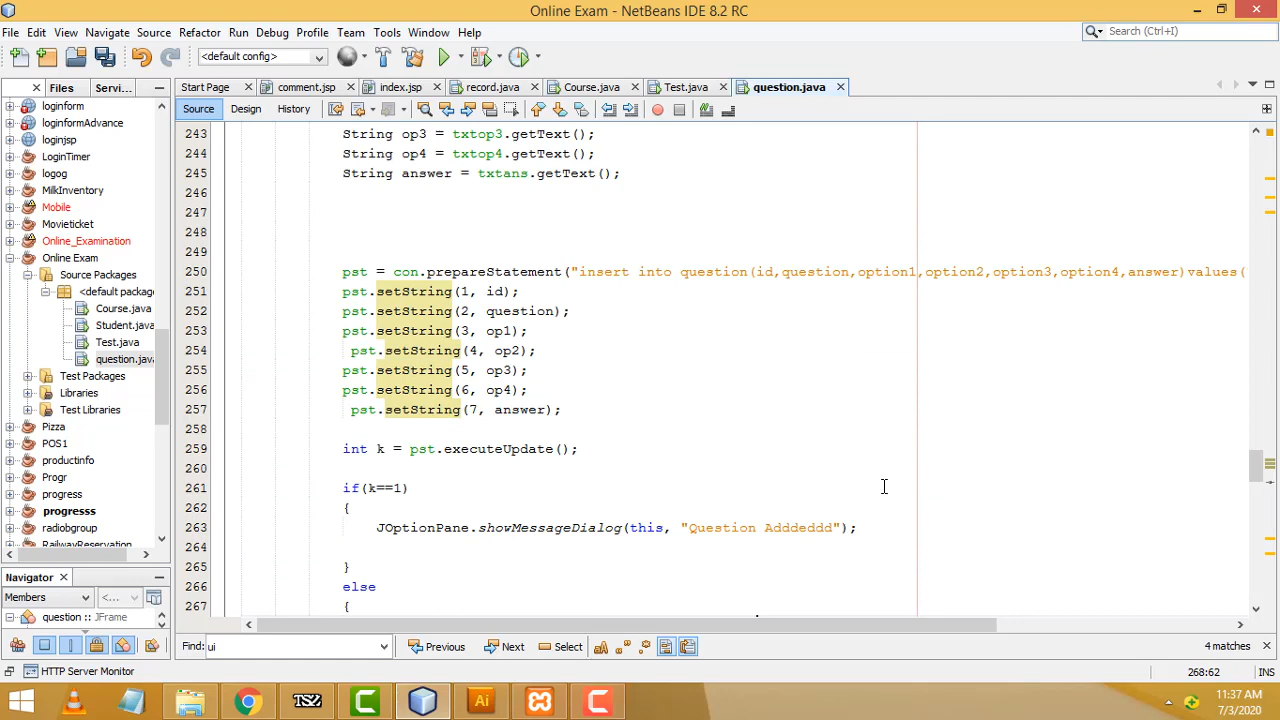 Online Exam - NetBeans IDE 8.2 RC
File Edit View Navigate Source Refactor Run Debug Profile Team Tools Window Help
Search (Ctrl+I)
<default config>
Files Servi...
Start Page comment.jsp index.jsp record.java Course.java Test.java question.java
Source Design History
loginform
loginformAdvance
loginjsp
LoginTimer
logog
MilkInventory
Mobile
Movieticket
Online_Examination
Online Exam
Source Packages
<default package
Course.java
Student.java
Test.java
question.java
Test Packages
Libraries
Test Libraries
Pizza
POS1
productinfo
Progr
progress
progresss
radiobgroup
RailwayReservation
243 String op3 = txtop3.getText();
244 String op4 = txtop4.getText();
245 String answer = txtans.getText();
246
247
248
249
250 pst = con.prepareStatement("insert into question(id,question,option1,option2,option3,option4,answer)values(
251 pst.setString(1, id);
252 pst.setString(2, question);
253 pst.setString(3, op1);
254 pst.setString(4, op2);
255 pst.setString(5, op3);
256 pst.setString(6, op4);
257 pst.setString(7, answer);
258
259 int k = pst.executeUpdate();
260
261 if(k==1)
262 {
263 JOptionPane.showMessageDialog(this, "Question Adddeddd");
264
265 }
266 else
267 {
Navigator
Members <...
question :: JFrame
Find: ui Previous Next Select 4 matches
HTTP Server Monitor
268:62 INS
TSZ Ai
11:37 AM
7/3/2020